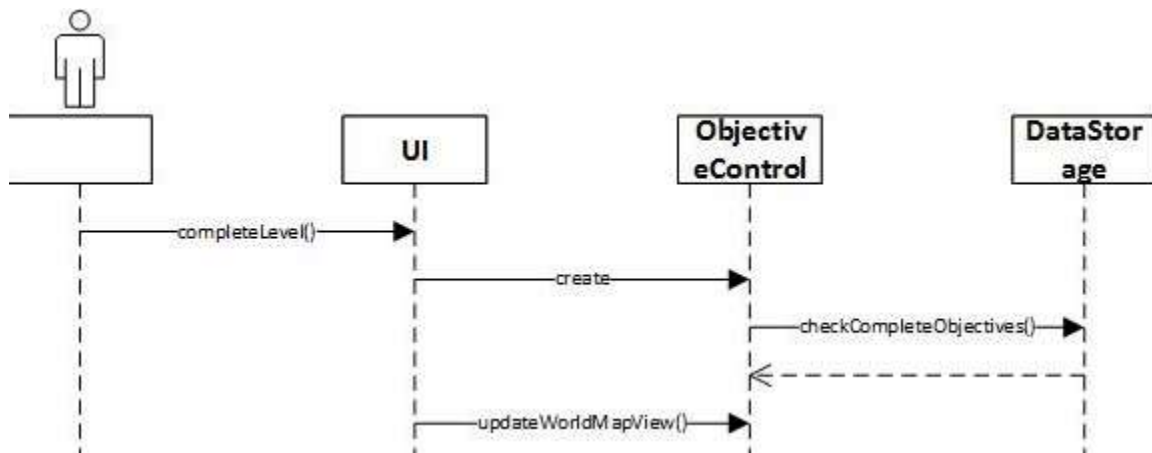 UI
Objectiv
eControl
DataStor
age
completeLevel()
create
checkCompleteObjectives()
updateWorldMapView()